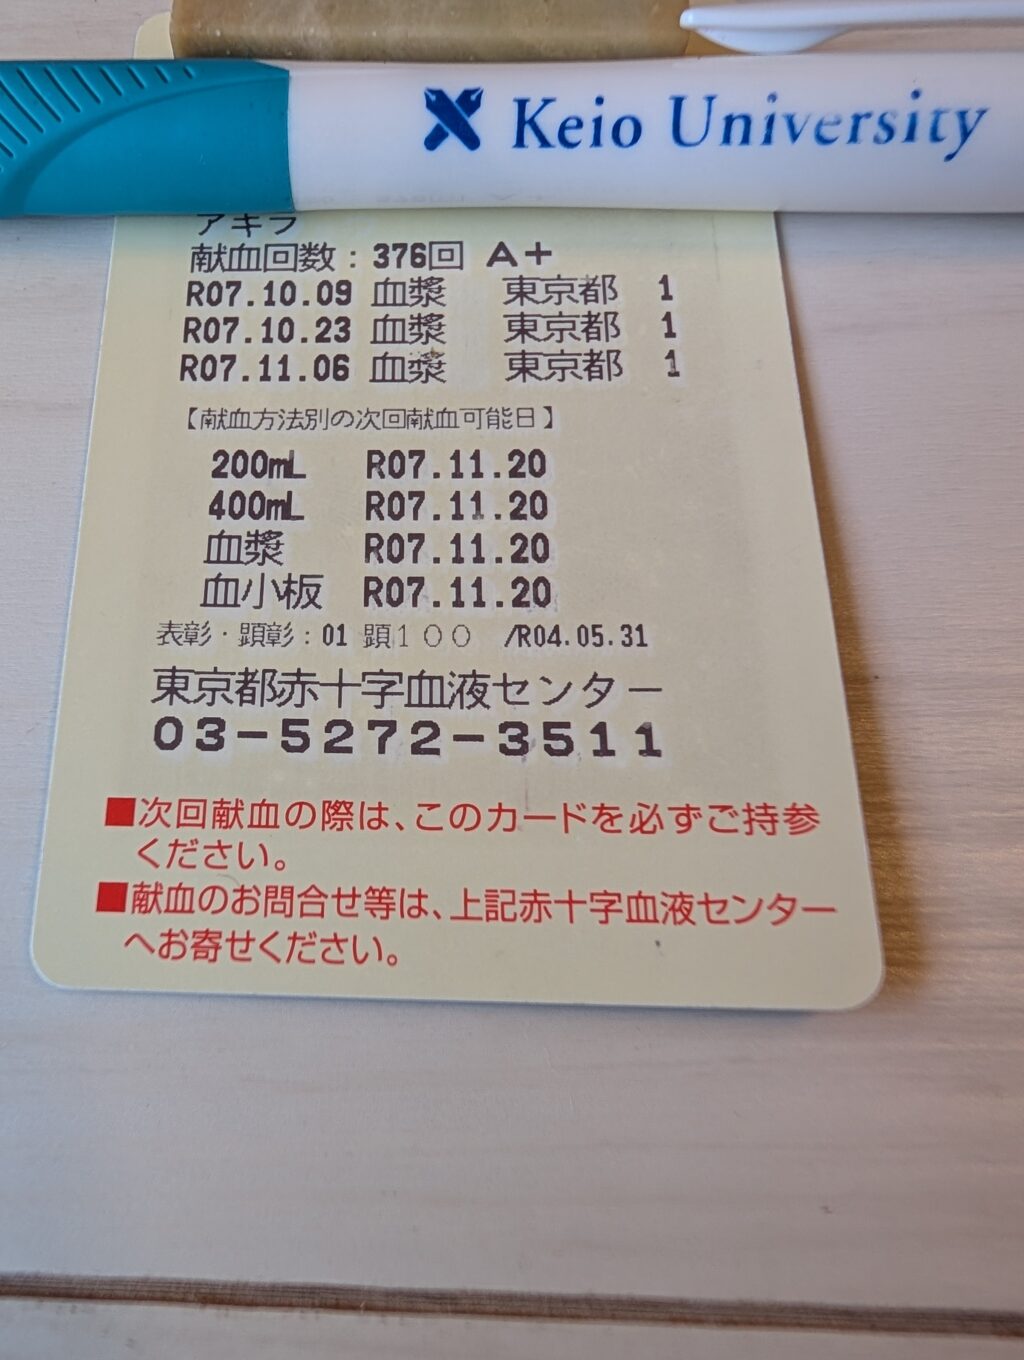 Keio University
アキラ
献血回数：376回 A+
R07.10.09 血漿 東京都 1
R07.10.23 血漿 東京都 1
R07.11.06 血漿 東京都 1
【献血方法別の次回献血可能日】
200mL R07.11.20
400mL R07.11.20
血漿 R07.11.20
血小板 R07.11.20
表彰・顕彰：01 顕１００ /R04.05.31
東京都赤十字血液センター
03-5272-3511
■次回献血の際は、このカードを必ずご持参
ください。
■献血のお問合せ等は、上記赤十字血液センター
へお寄せください。